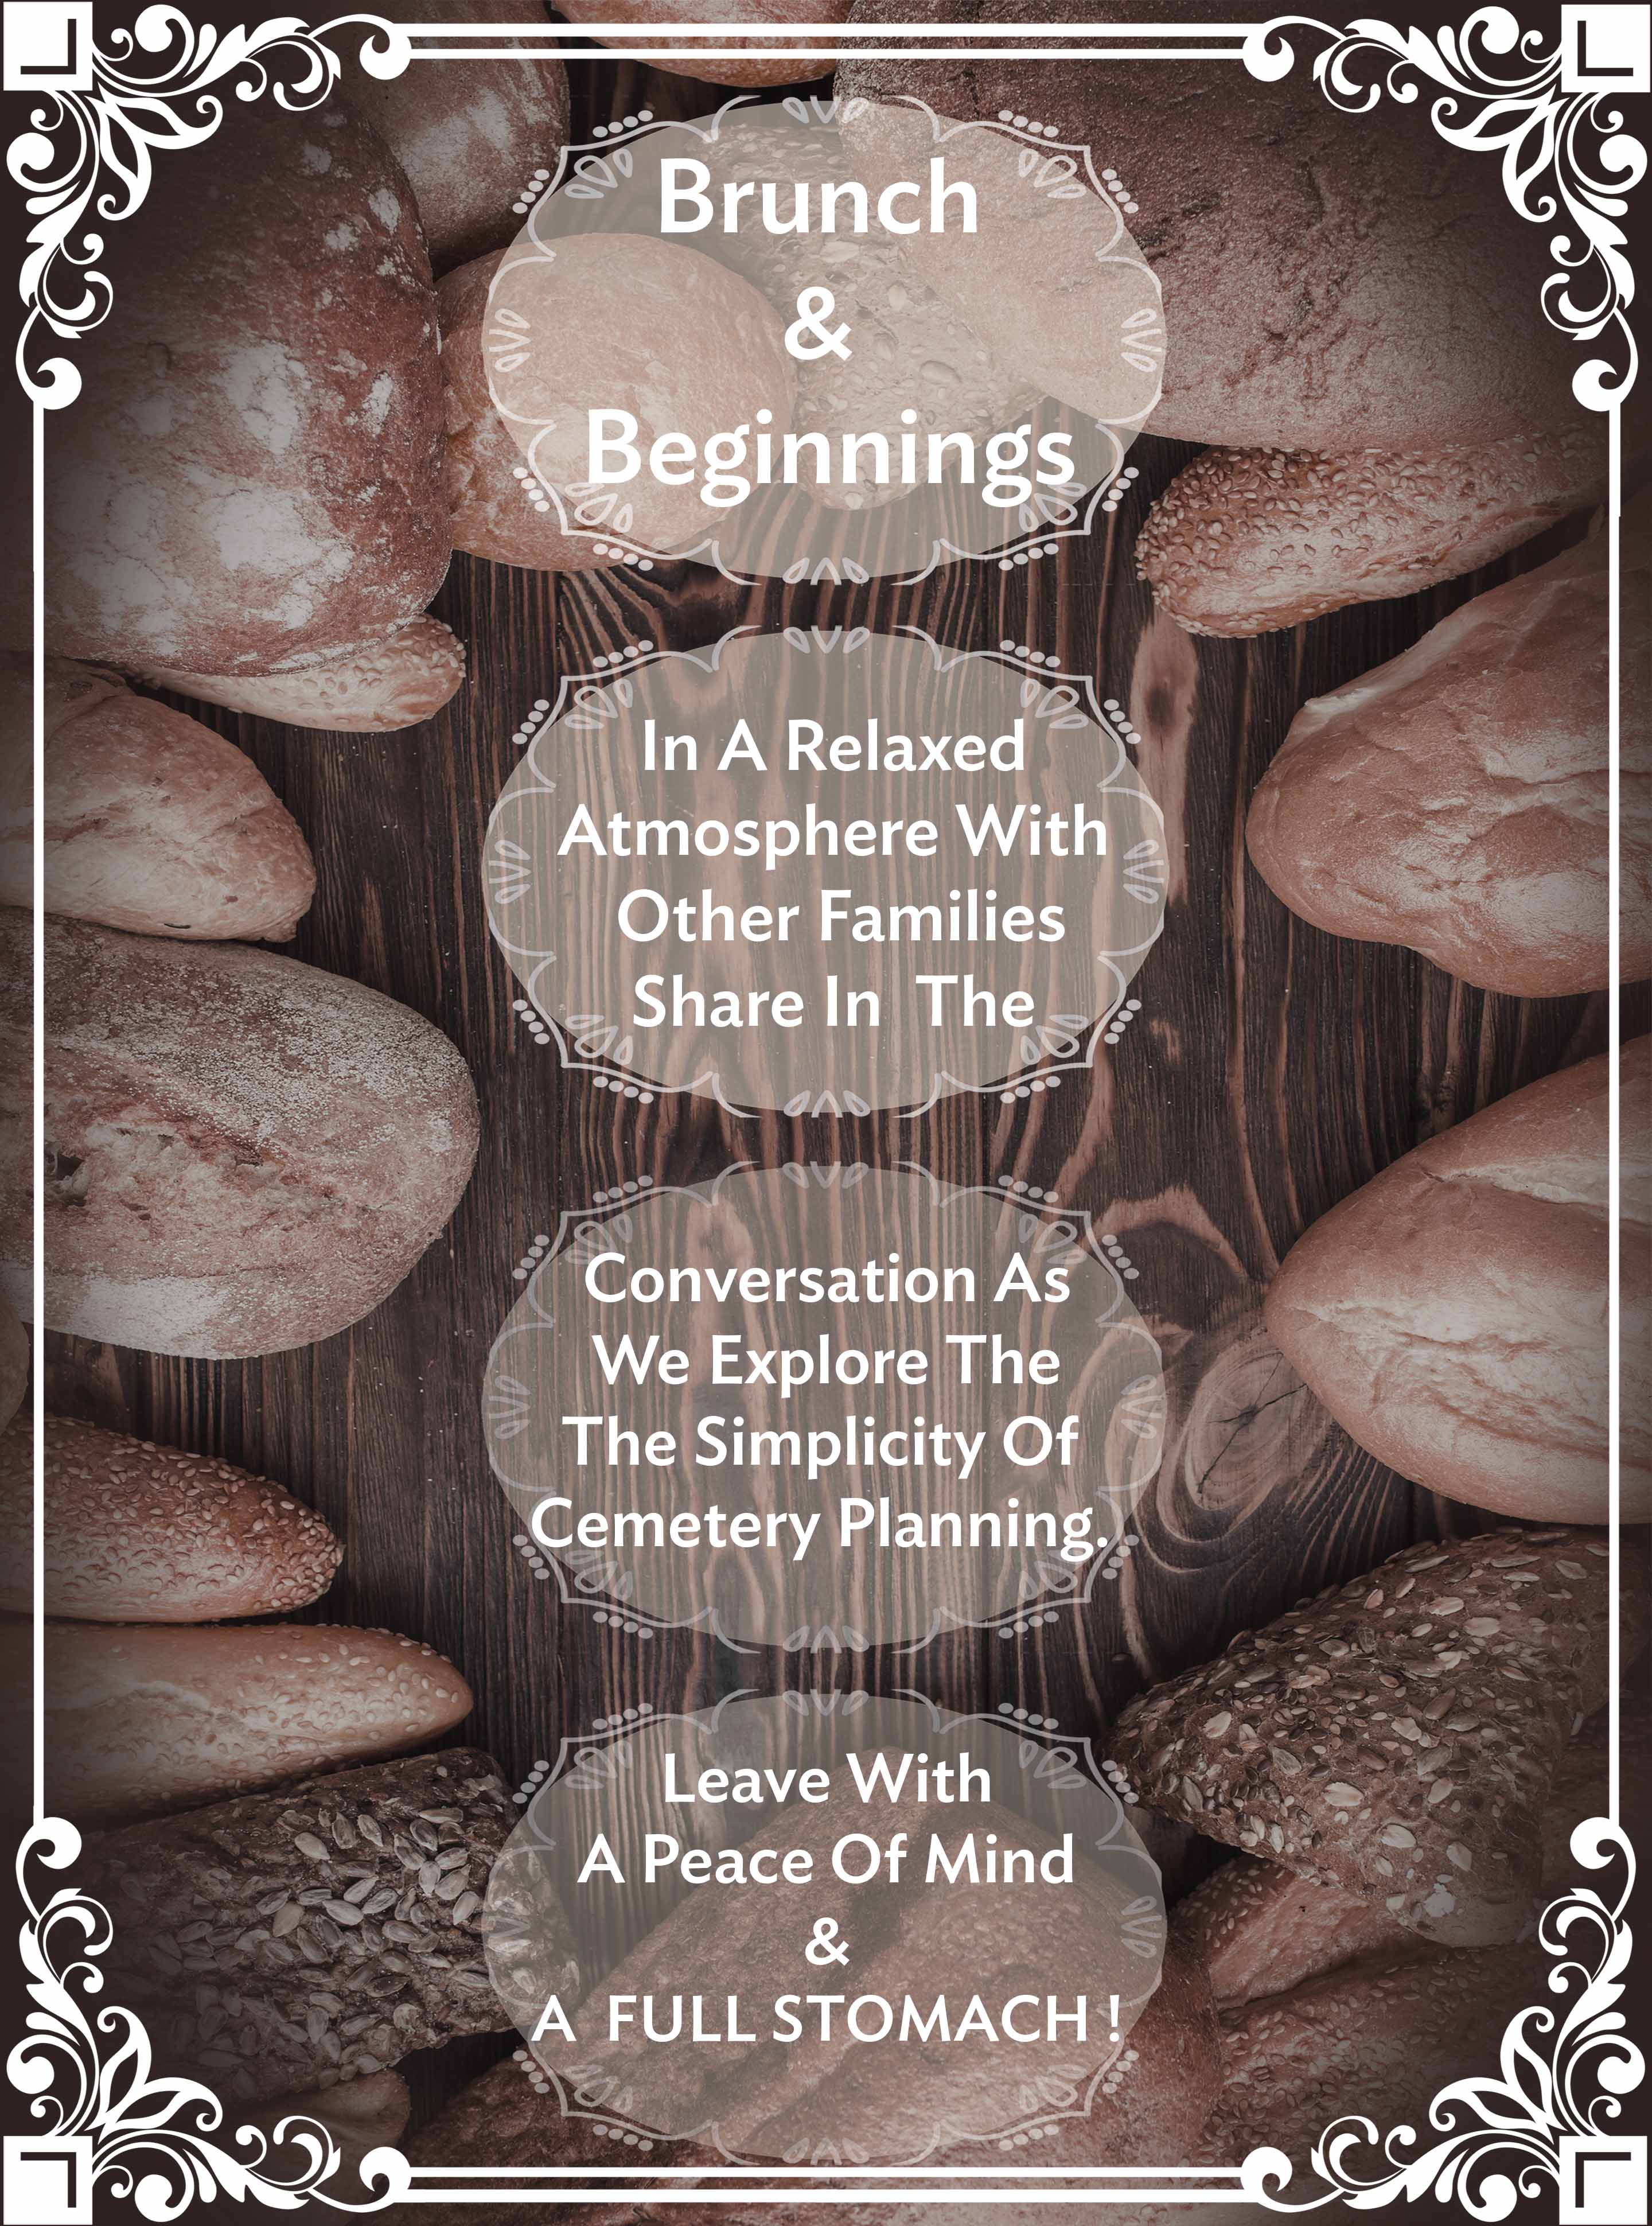 Brunch
&
Beginnings
In A Relaxed
Atmosphere With
Other Families
Share In  The
Conversation As
We Explore The
The Simplicity Of
Cemetery Planning.
Leave With
A Peace Of Mind
&
A  FULL STOMACH !